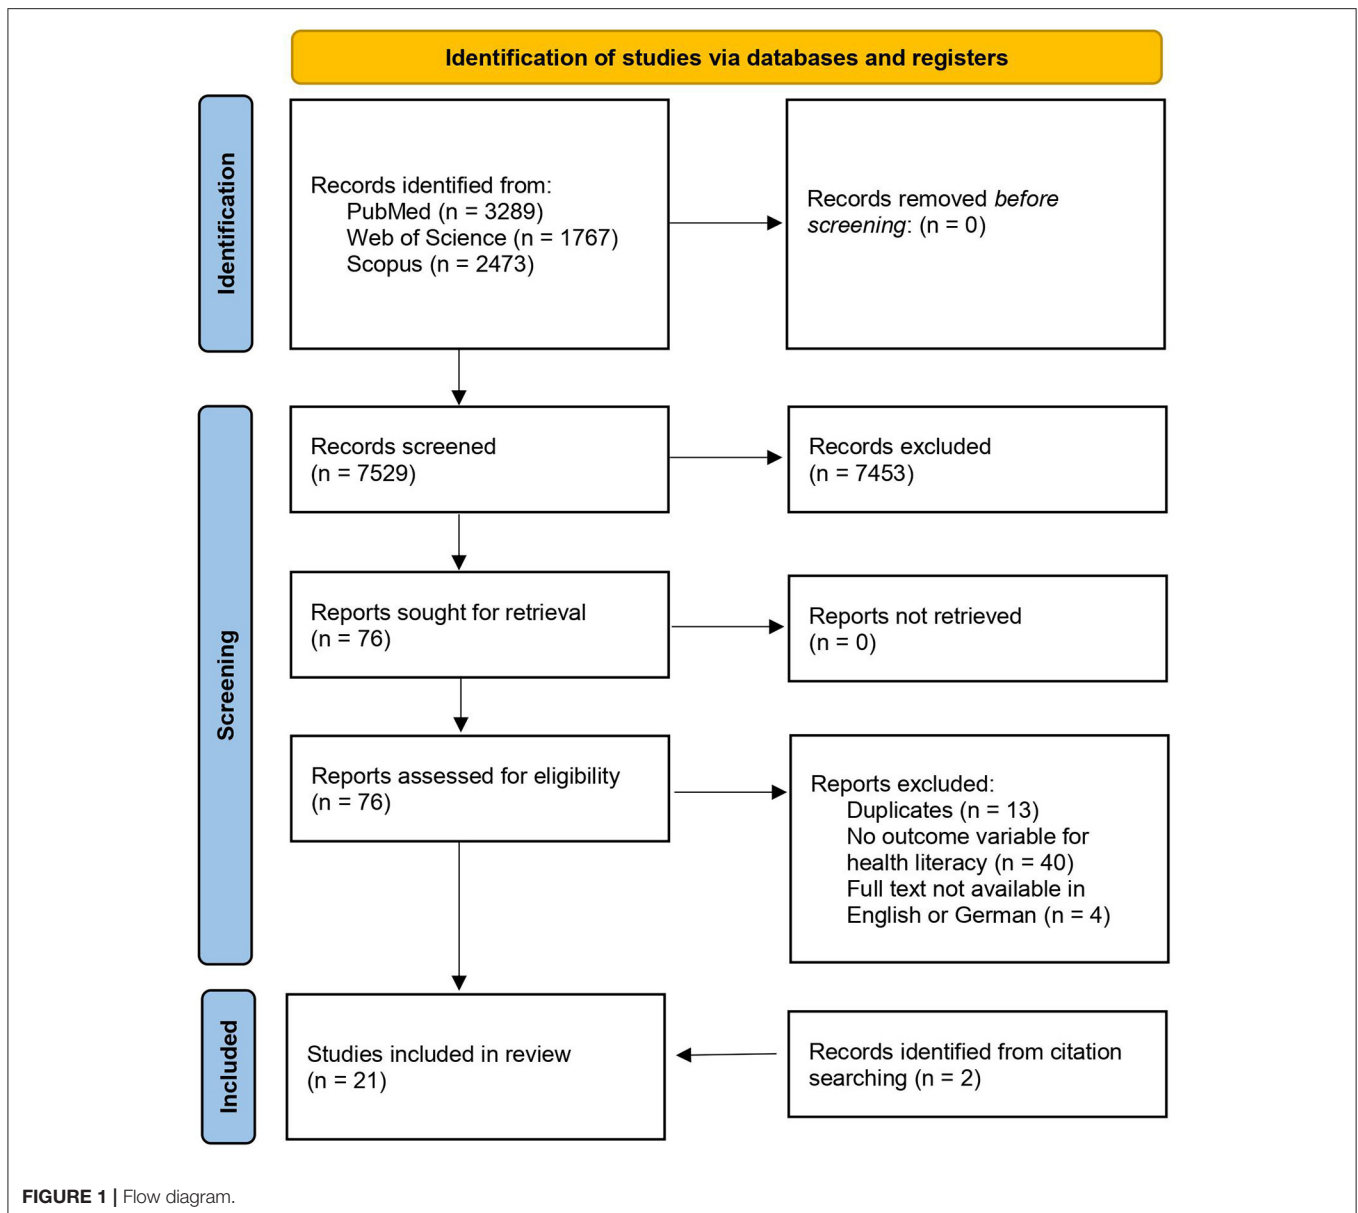 Identification of studies via databases and registers
Identification
Records identified from:
PubMed (n = 3289)
Web of Science (n = 1767)
Scopus (n = 2473)
Records removed before
screening: (n = 0)
Screening
Records screened
(n = 7529)
Records excluded
(n = 7453)
Reports sought for retrieval
(n = 76)
Reports not retrieved
(n = 0)
Reports assessed for eligibility
(n = 76)
Reports excluded:
Duplicates (n = 13)
No outcome variable for
health literacy (n = 40)
Full text not available in
English or German (n = 4)
Included
Studies included in review
(n = 21)
Records identified from citation
searching (n = 2)
FIGURE 1 | Flow diagram.